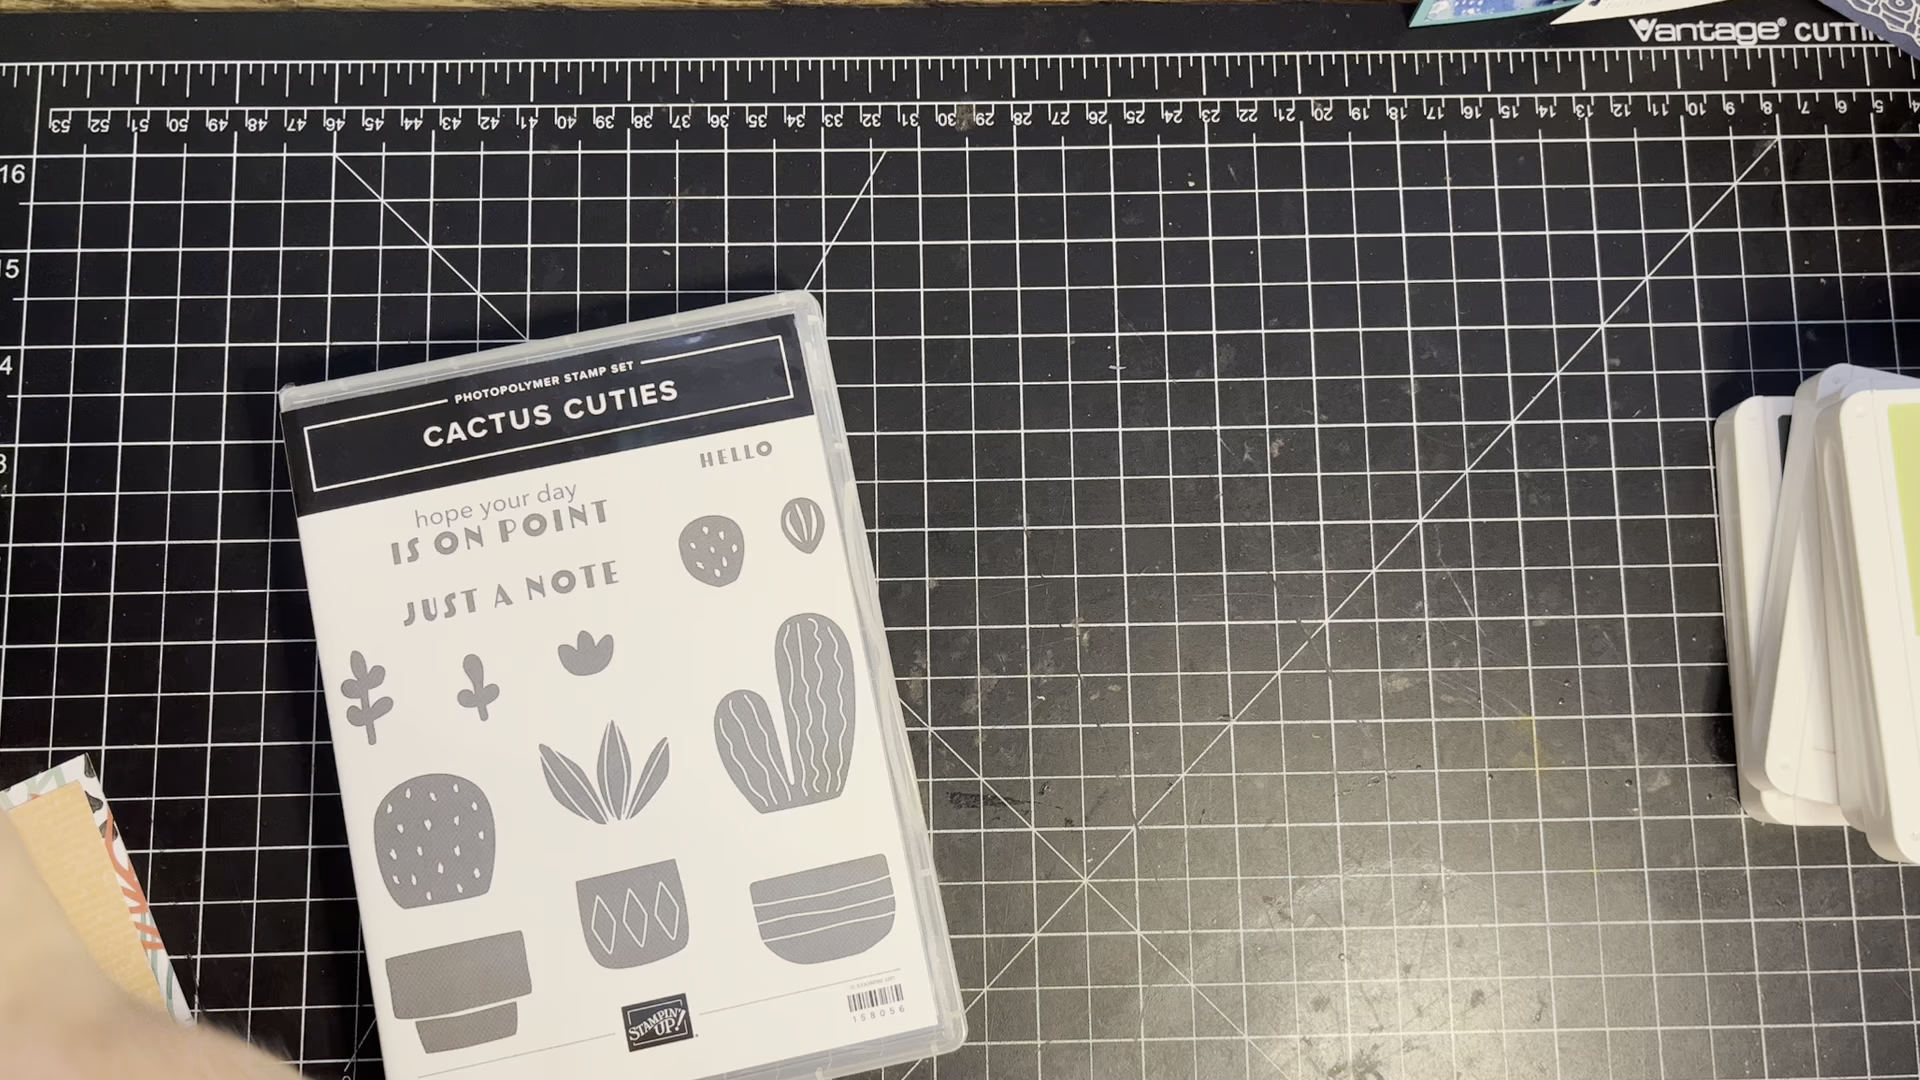 Vantage® CUTTI
53 52 51 50 49 48 47 46 45 44 43 42 41 40 39 38 37 36 35 34 33 32 31 30 29 28 27 26 25 24 23 22 21 20 19 18 17 16 15 14 13 12 11 10 9 8 7 6 5 4
16
15
4
3
PHOTOPOLYMER STAMP SET
CACTUS CUTIES
HELLO
hope your day
IS ON POINT
JUST A NOTE
STAMPIN'
UP!
158056